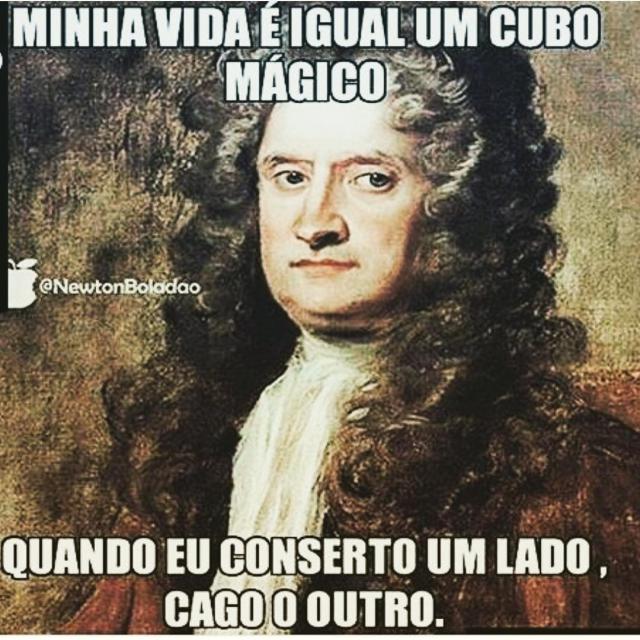 MINHA VIDA É IGUAL UM CUBO
MÁGICO
@NewtonBoladao
QUANDO EU CONSERTO UM LADO ,
CAGO O OUTRO.